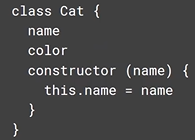 class Cat {
  name
  color
  constructor (name) {
    this.name = name
  }
}